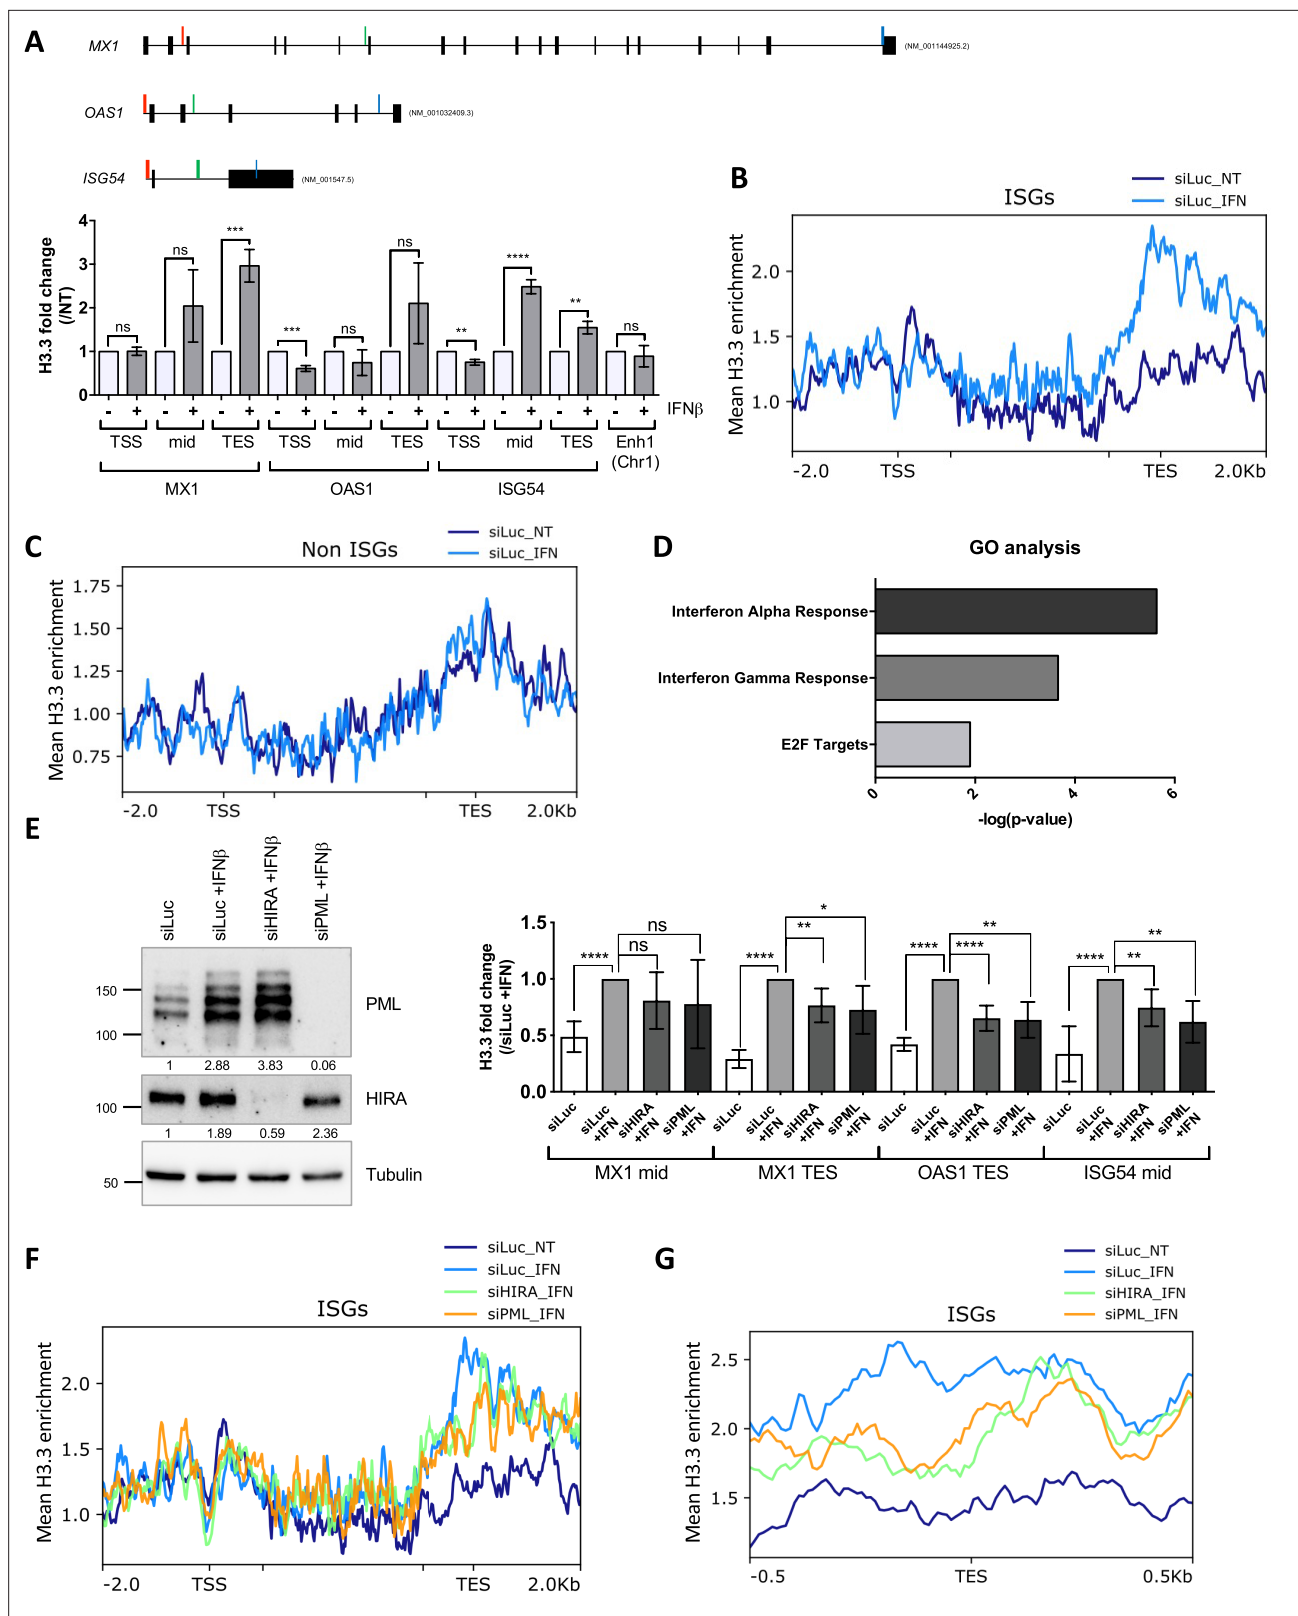 A
MX1
(NM_001144925.2)
OAS1
(NM_001032409.3)
ISG54
(NM_001547.5)
H3.3 fold change
(/NT)
4
3
2
1
0
ns
ns
***
***
ns
ns
**
****
**
ns
- + - + - + - + - + - + - + - + - + - +
IFNβ
TSS mid TES TSS mid TES TSS mid TES Enh1
(Chr1)
MX1 OAS1 ISG54
B
siLuc_NT
siLuc_IFN
ISGs
Mean H3.3 enrichment
2.0
1.5
1.0
-2.0 TSS TES 2.0Kb
C
siLuc_NT
siLuc_IFN
Non ISGs
Mean H3.3 enrichment
1.75
1.50
1.25
1.00
0.75
-2.0 TSS TES 2.0Kb
D
GO analysis
Interferon Alpha Response
Interferon Gamma Response
E2F Targets
0 2 4 6
-log(p-value)
E
siLuc
siLuc +IFNβ
siHIRA +IFNβ
siPML +IFNβ
150
100
PML
1 2.88 3.83 0.06
100
HIRA
1 1.89 0.59 2.36
50
Tubulin
H3.3 fold change
(/siLuc +IFN)
1.5
1.0
0.5
0.0
**** ns ns
**** ** *
**** **** **
**** ** **
siLuc siLuc +IFN siHIRA +IFN siPML +IFN
siLuc siLuc +IFN siHIRA +IFN siPML +IFN
siLuc siLuc +IFN siHIRA +IFN siPML +IFN
siLuc siLuc +IFN siHIRA +IFN siPML +IFN
MX1 mid MX1 TES OAS1 TES ISG54 mid
F
siLuc_NT
siLuc_IFN
siHIRA_IFN
siPML_IFN
ISGs
Mean H3.3 enrichment
2.0
1.5
1.0
-2.0 TSS TES 2.0Kb
G
siLuc_NT
siLuc_IFN
siHIRA_IFN
siPML_IFN
ISGs
Mean H3.3 enrichment
2.5
2.0
1.5
-0.5 TES 0.5Kb